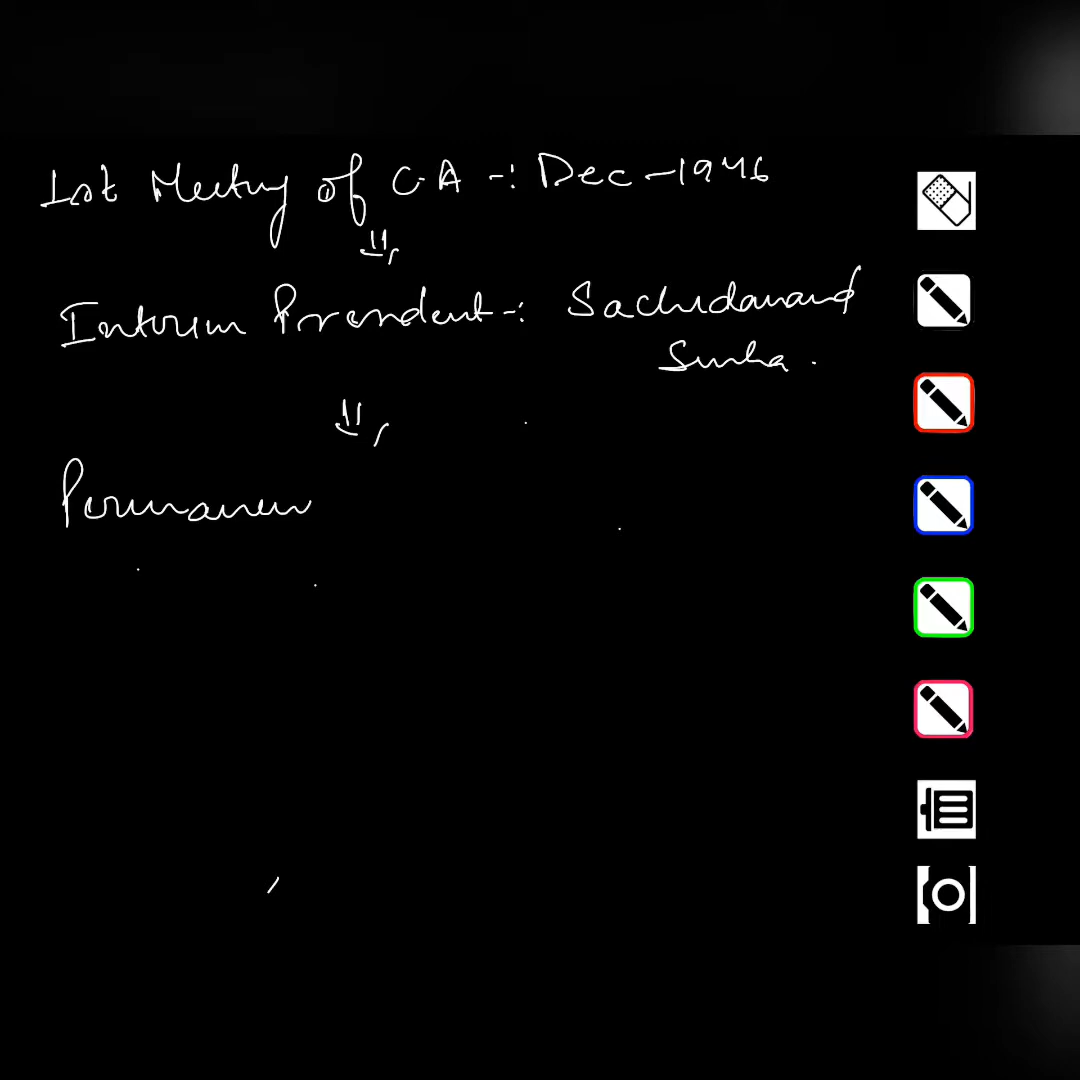 1st Meeting of C.A -: Dec-1946
Interim President -: Sachidanand
Sinha .
Permanen